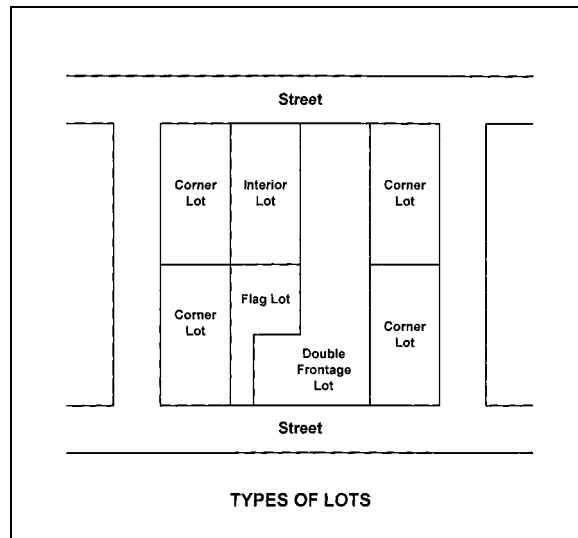 Street
Corner
Lot
Interior
Lot
Corner
Lot
Flag Lot
Corner
Lot
Corner
Lot
Double
Frontage
Lot
Street
TYPES OF LOTS